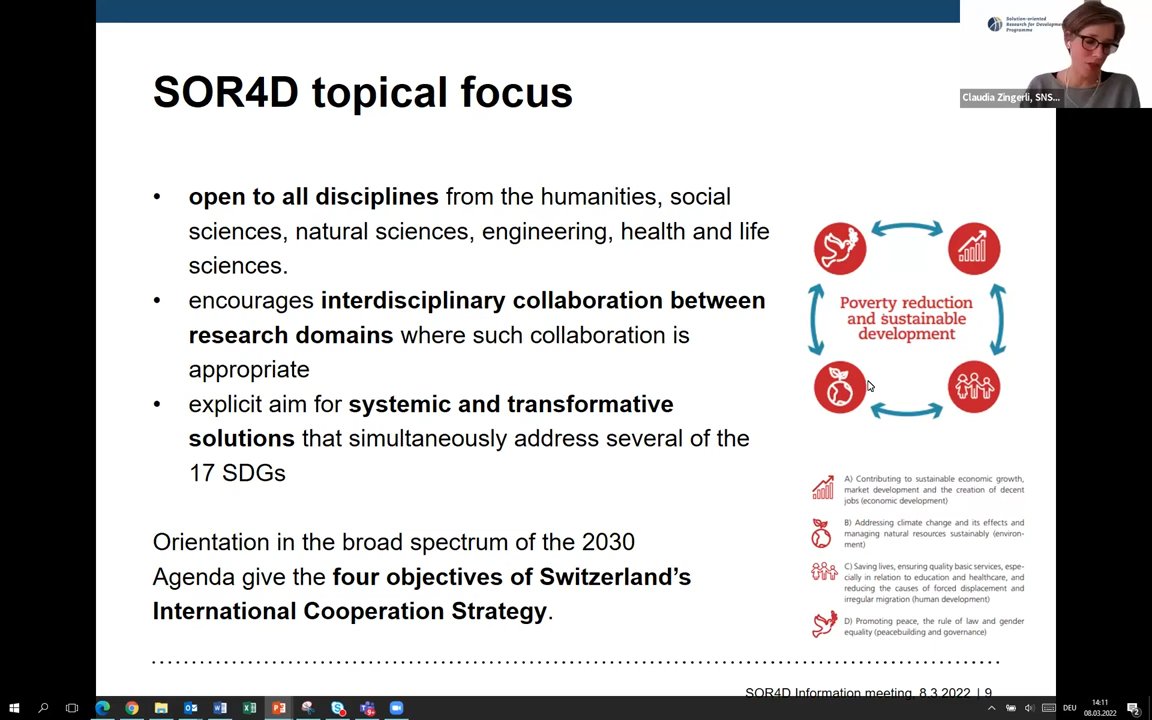 Solution-oriented
Research for Development
Programme
Claudia Zingerli, SNS...
SOR4D topical focus
• open to all disciplines from the humanities, social
sciences, natural sciences, engineering, health and life
sciences.
• encourages interdisciplinary collaboration between
research domains where such collaboration is
appropriate
• explicit aim for systemic and transformative
solutions that simultaneously address several of the
17 SDGs
Orientation in the broad spectrum of the 2030
Agenda give the four objectives of Switzerland’s
International Cooperation Strategy.
Poverty reduction
and sustainable
development
A) Contributing to sustainable economic growth,
market development and the creation of decent
jobs (economic development)
B) Addressing climate change and its effects and
managing natural resources sustainably (environ-
ment)
C) Saving lives, ensuring quality basic services, espe-
cially in relation to education and healthcare, and
reducing the causes of forced displacement and
irregular migration (human development)
D) Promoting peace, the rule of law and gender
equality (peacebuilding and governance)
SOR4D Information meeting, 8.3.2022 | 9
DEU
14:11
08.03.2022
2